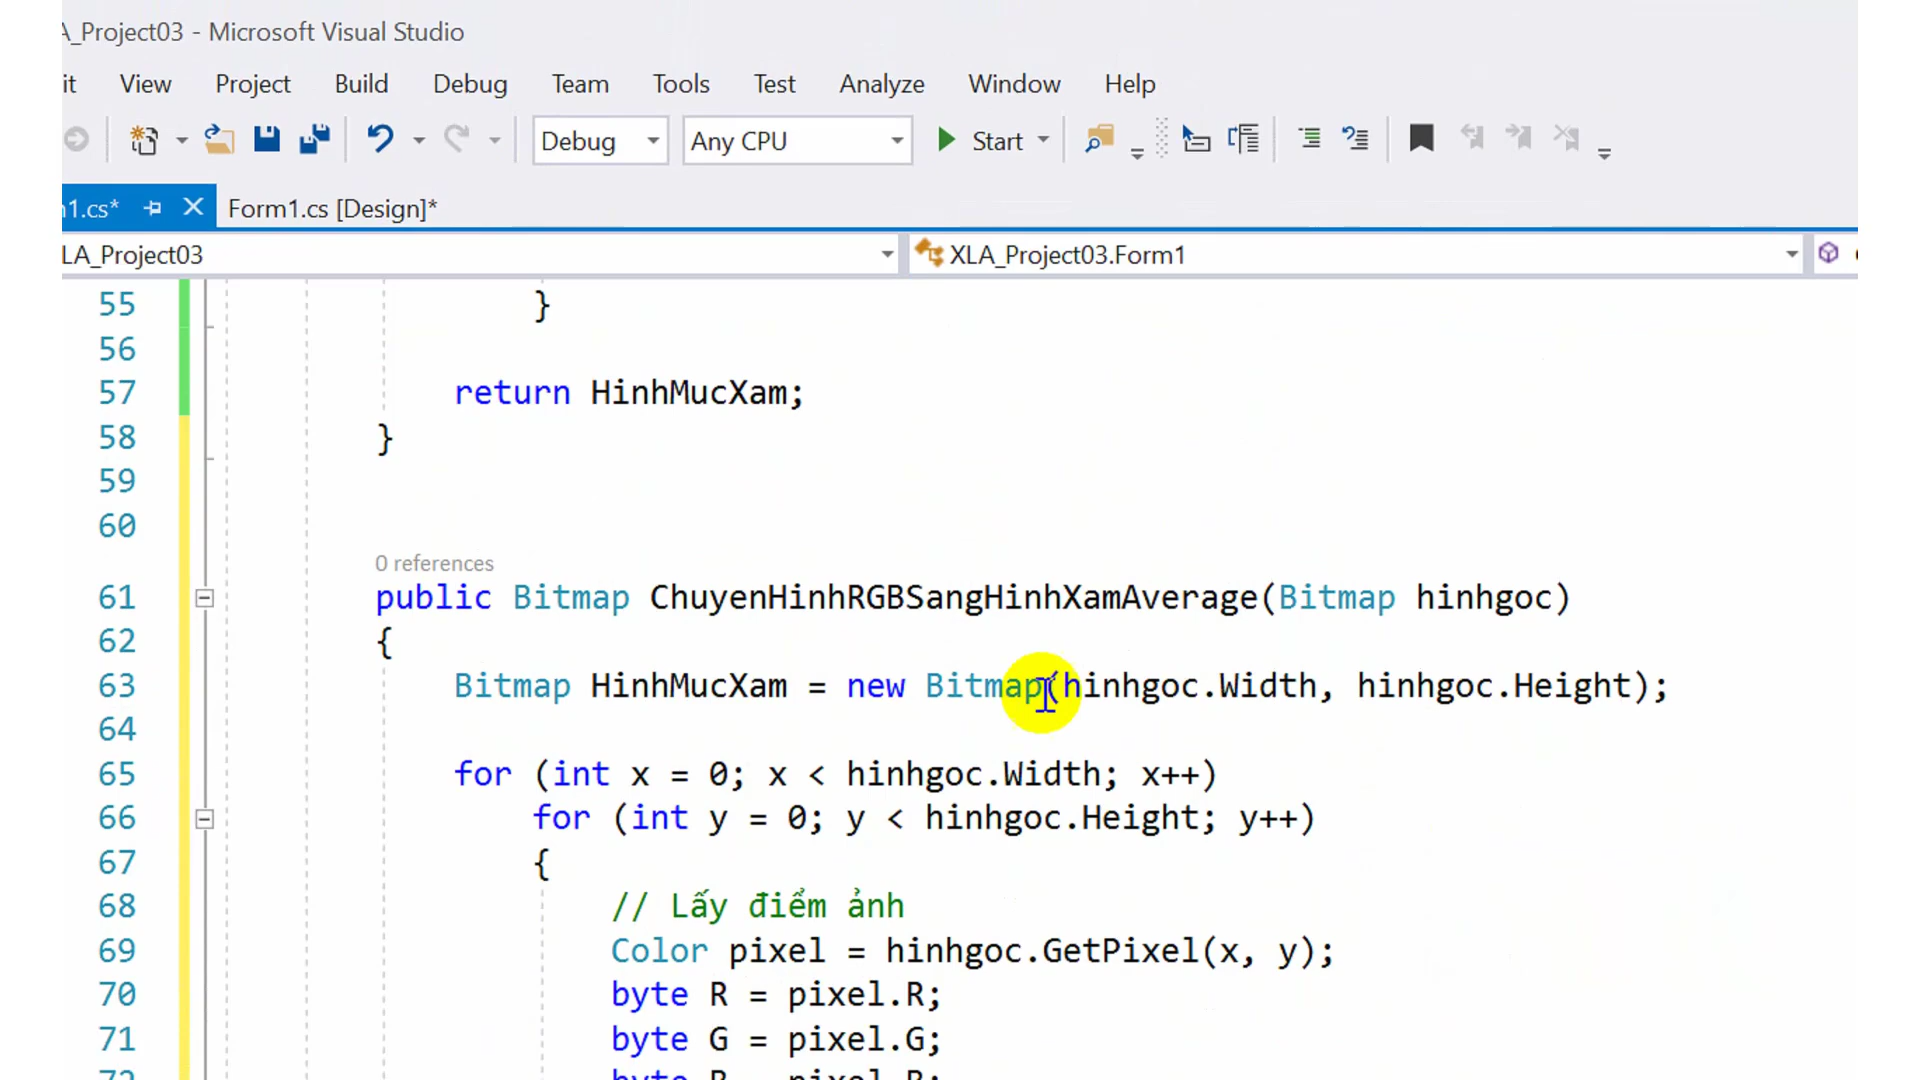 A_Project03 - Microsoft Visual Studio
it View Project Build Debug Team Tools Test Analyze Window Help
Debug Any CPU Start
n1.cs* Form1.cs [Design]*
LA_Project03 XLA_Project03.Form1
55 }
56
57 return HinhMucXam;
58 }
59
60
0 references
61 public Bitmap ChuyenHinhRGBSangHinhXamAverage(Bitmap hinhgoc)
62 {
63 Bitmap HinhMucXam = new Bitmap(hinhgoc.Width, hinhgoc.Height);
64
65 for (int x = 0; x < hinhgoc.Width; x++)
66 for (int y = 0; y < hinhgoc.Height; y++)
67 {
68 // Lấy điểm ảnh
69 Color pixel = hinhgoc.GetPixel(x, y);
70 byte R = pixel.R;
71 byte G = pixel.G;